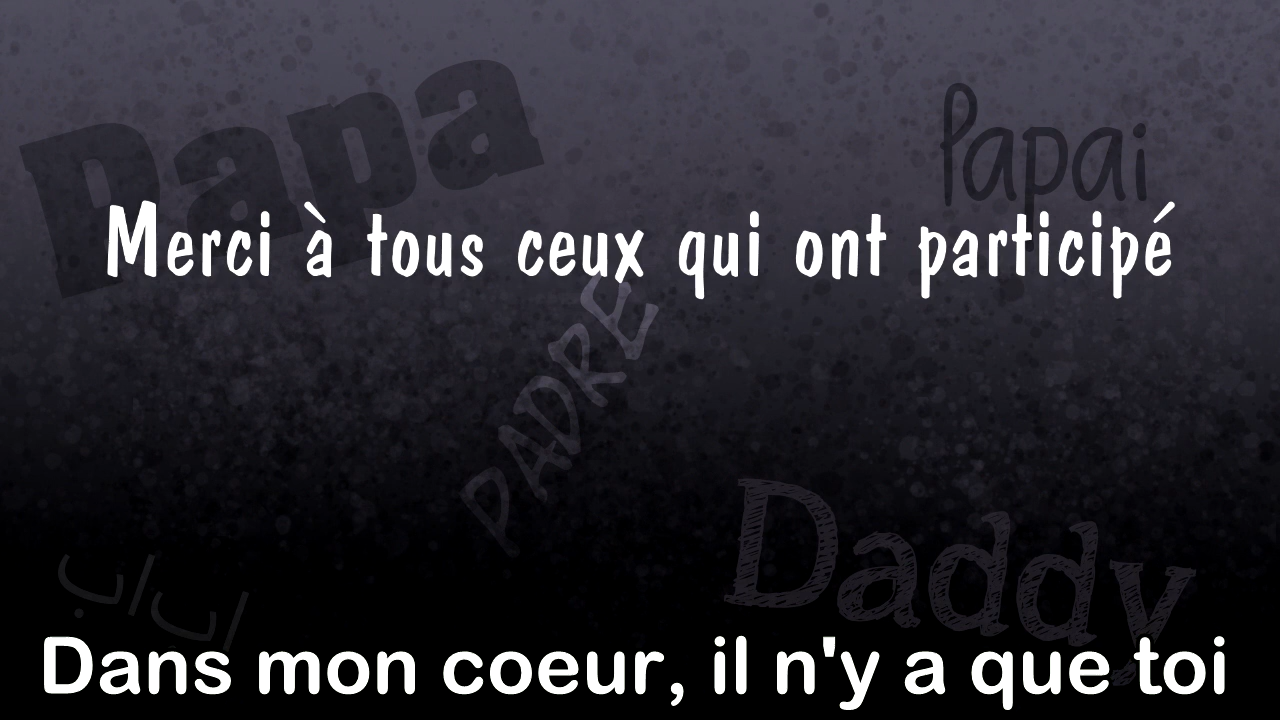 Papa
Papai
Merci à tous ceux qui ont participé
PADRE
Daddy
بابا
Dans mon coeur, il n'y a que toi